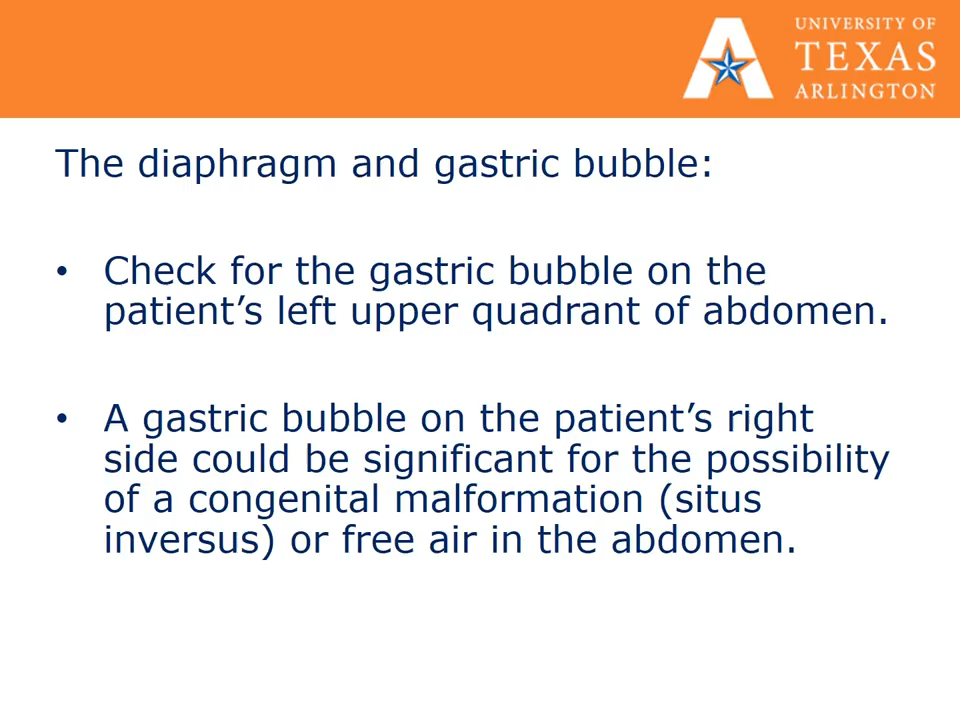 UNIVERSITY OF
TEXAS
ARLINGTON
The diaphragm and gastric bubble:
• Check for the gastric bubble on the
patient’s left upper quadrant of abdomen.
• A gastric bubble on the patient’s right
side could be significant for the possibility
of a congenital malformation (situs
inversus) or free air in the abdomen.